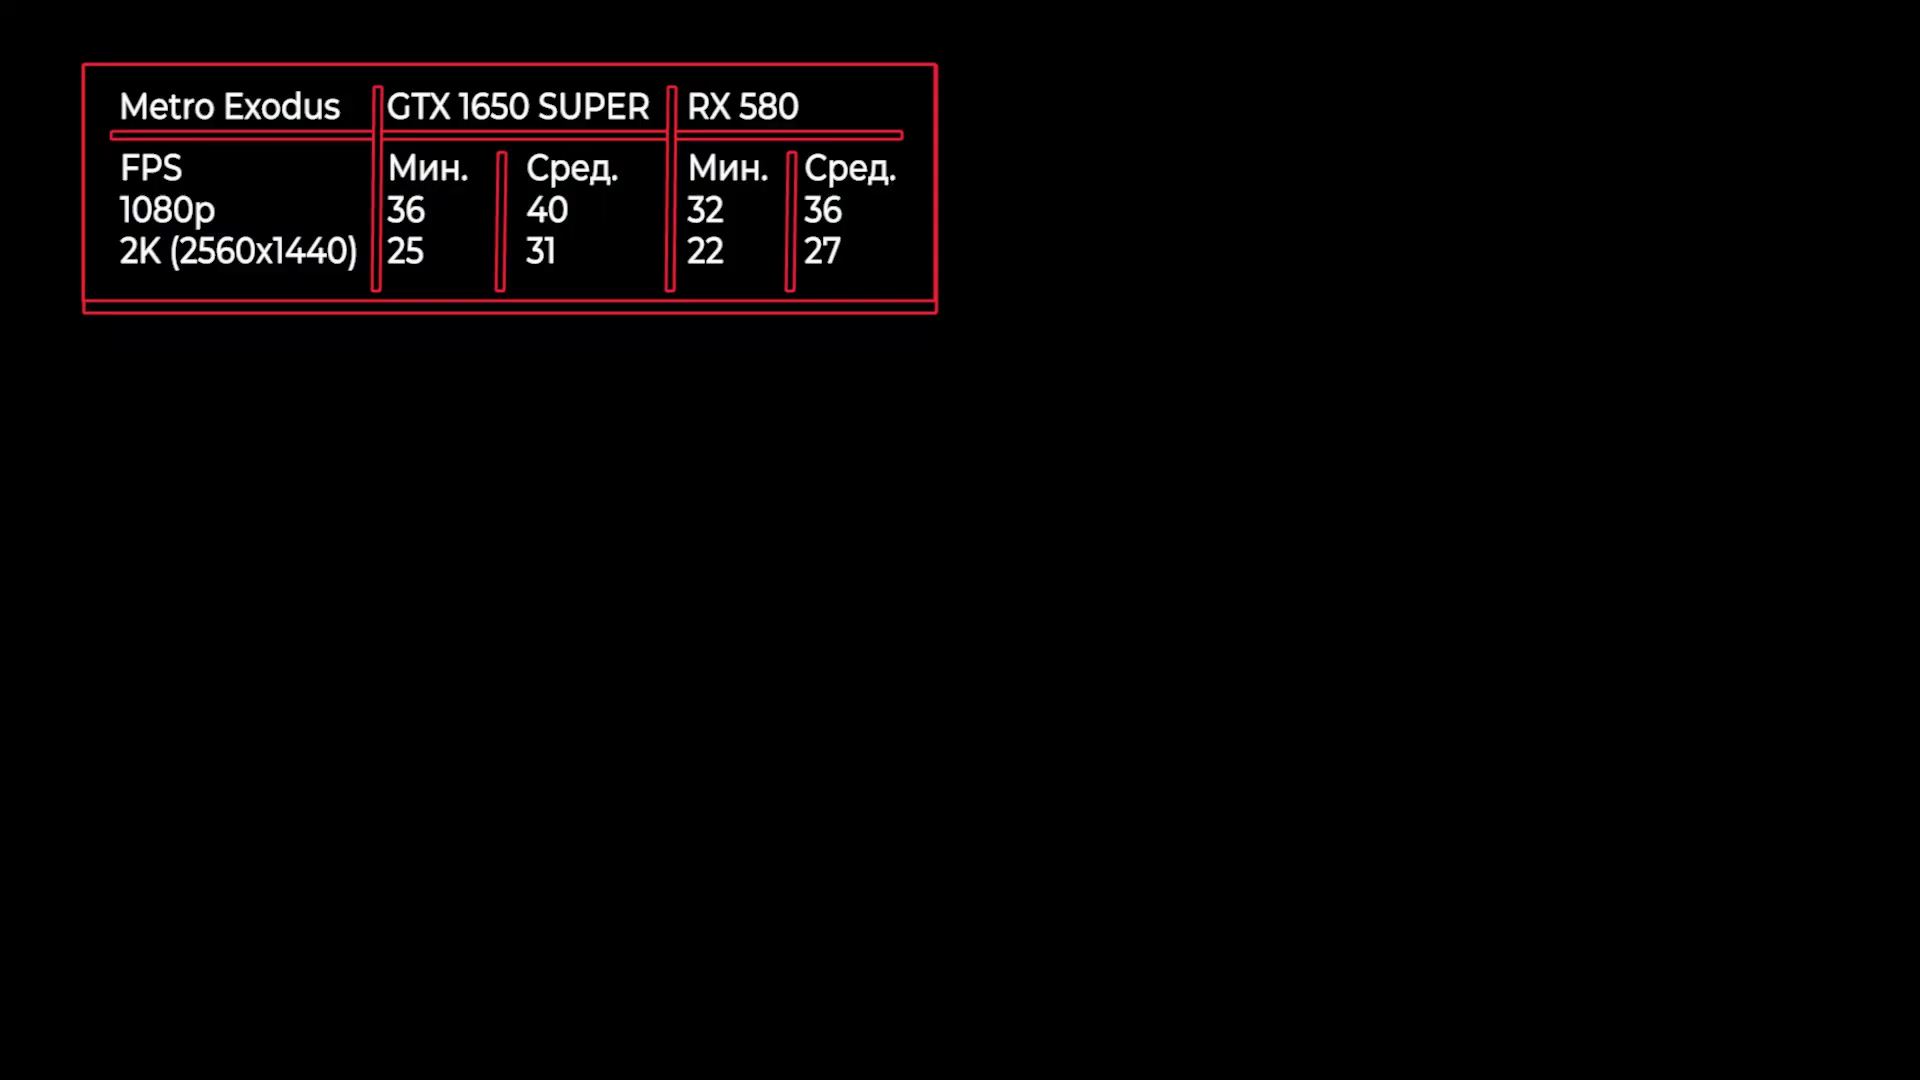 Metro Exodus GTX 1650 SUPER RX 580
FPS Мин. Сред. Мин. Сред.
1080p 36 40 32 36
2K (2560x1440) 25 31 22 27